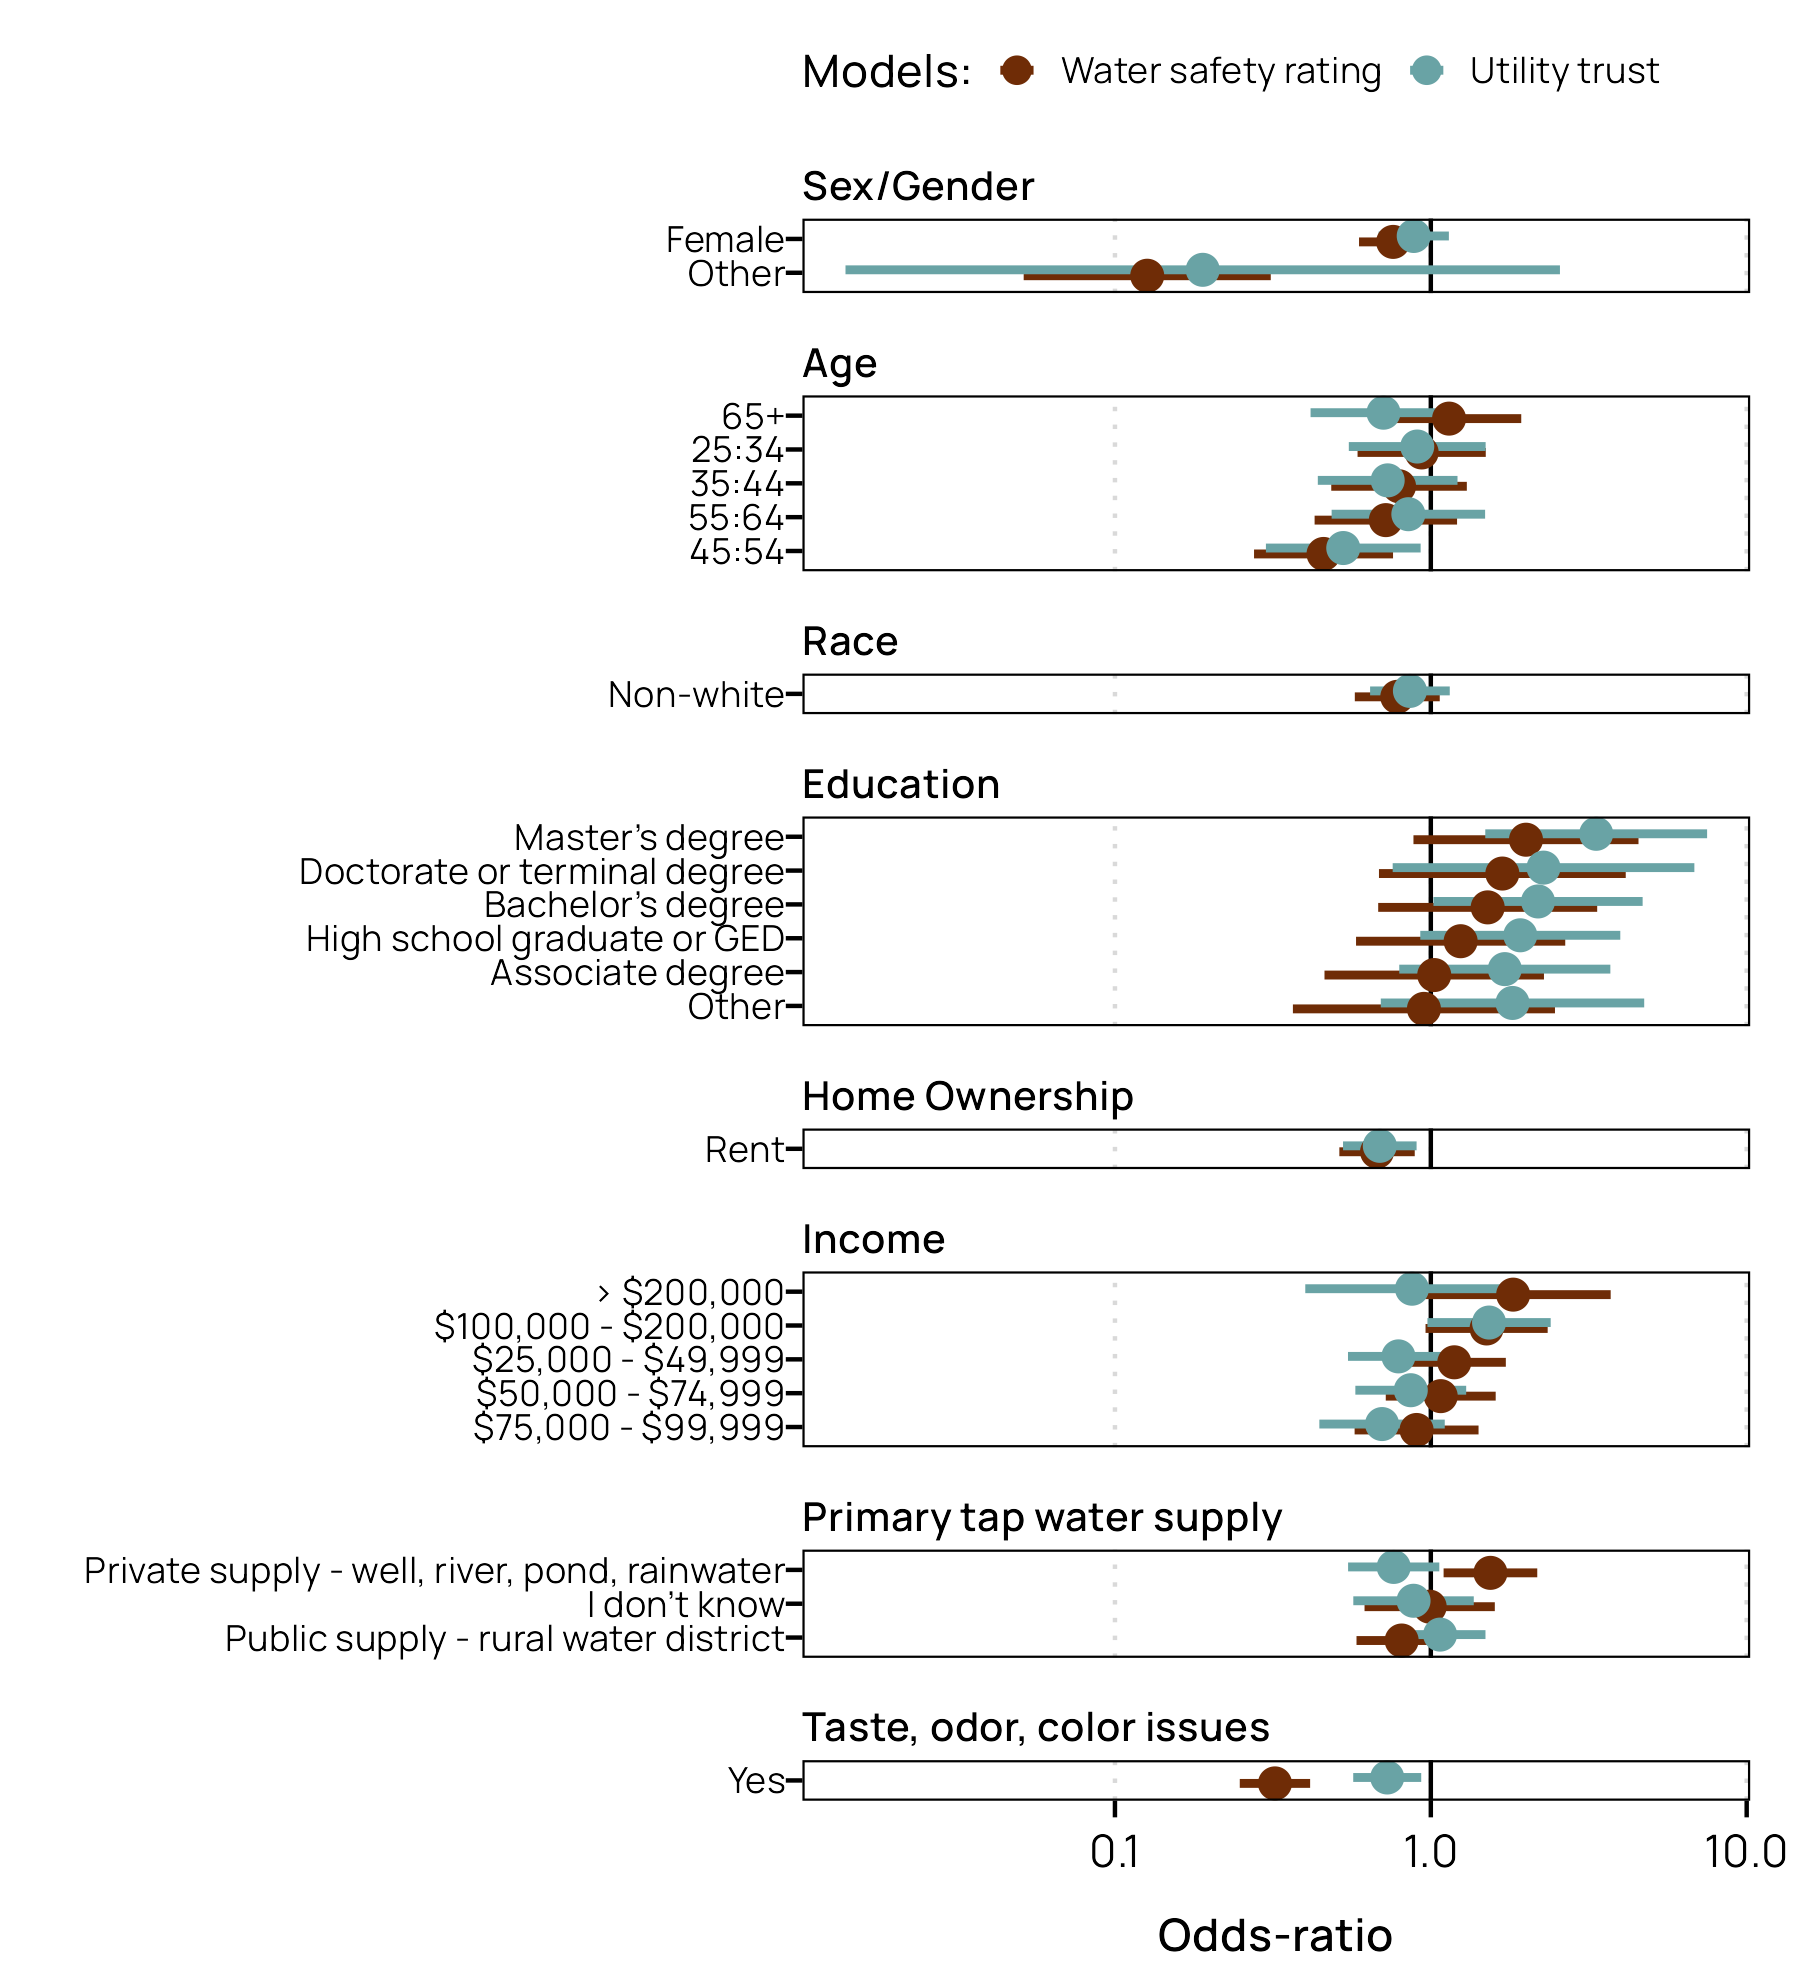 Models: Water safety rating Utility trust
Sex/Gender
Female
Other
Age
65+
25:34
35:44
55:64
45:54
Race
Non-white
Education
Master's degree
Doctorate or terminal degree
Bachelor's degree
High school graduate or GED
Associate degree
Other
Home Ownership
Rent
Income
> $200,000
$100,000 - $200,000
$25,000 - $49,999
$50,000 - $74,999
$75,000 - $99,999
Primary tap water supply
Private supply - well, river, pond, rainwater
I don't know
Public supply - rural water district
Taste, odor, color issues
Yes
0.1 1.0 10.0
Odds-ratio